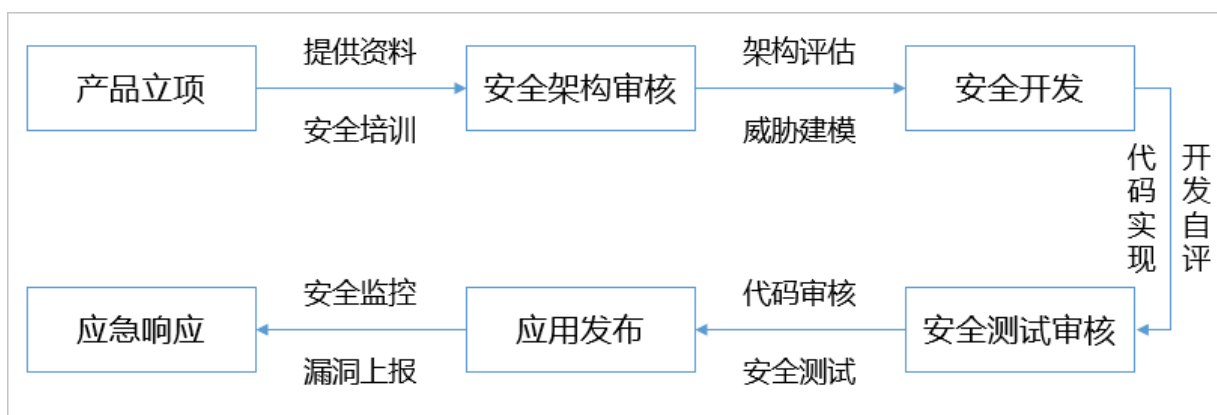 产品立项
提供资料
安全培训
安全架构审核
架构评估
威胁建模
安全开发
代码实现
开发自评
安全测试审核
代码审核
安全测试
应用发布
安全监控
漏洞上报
应急响应